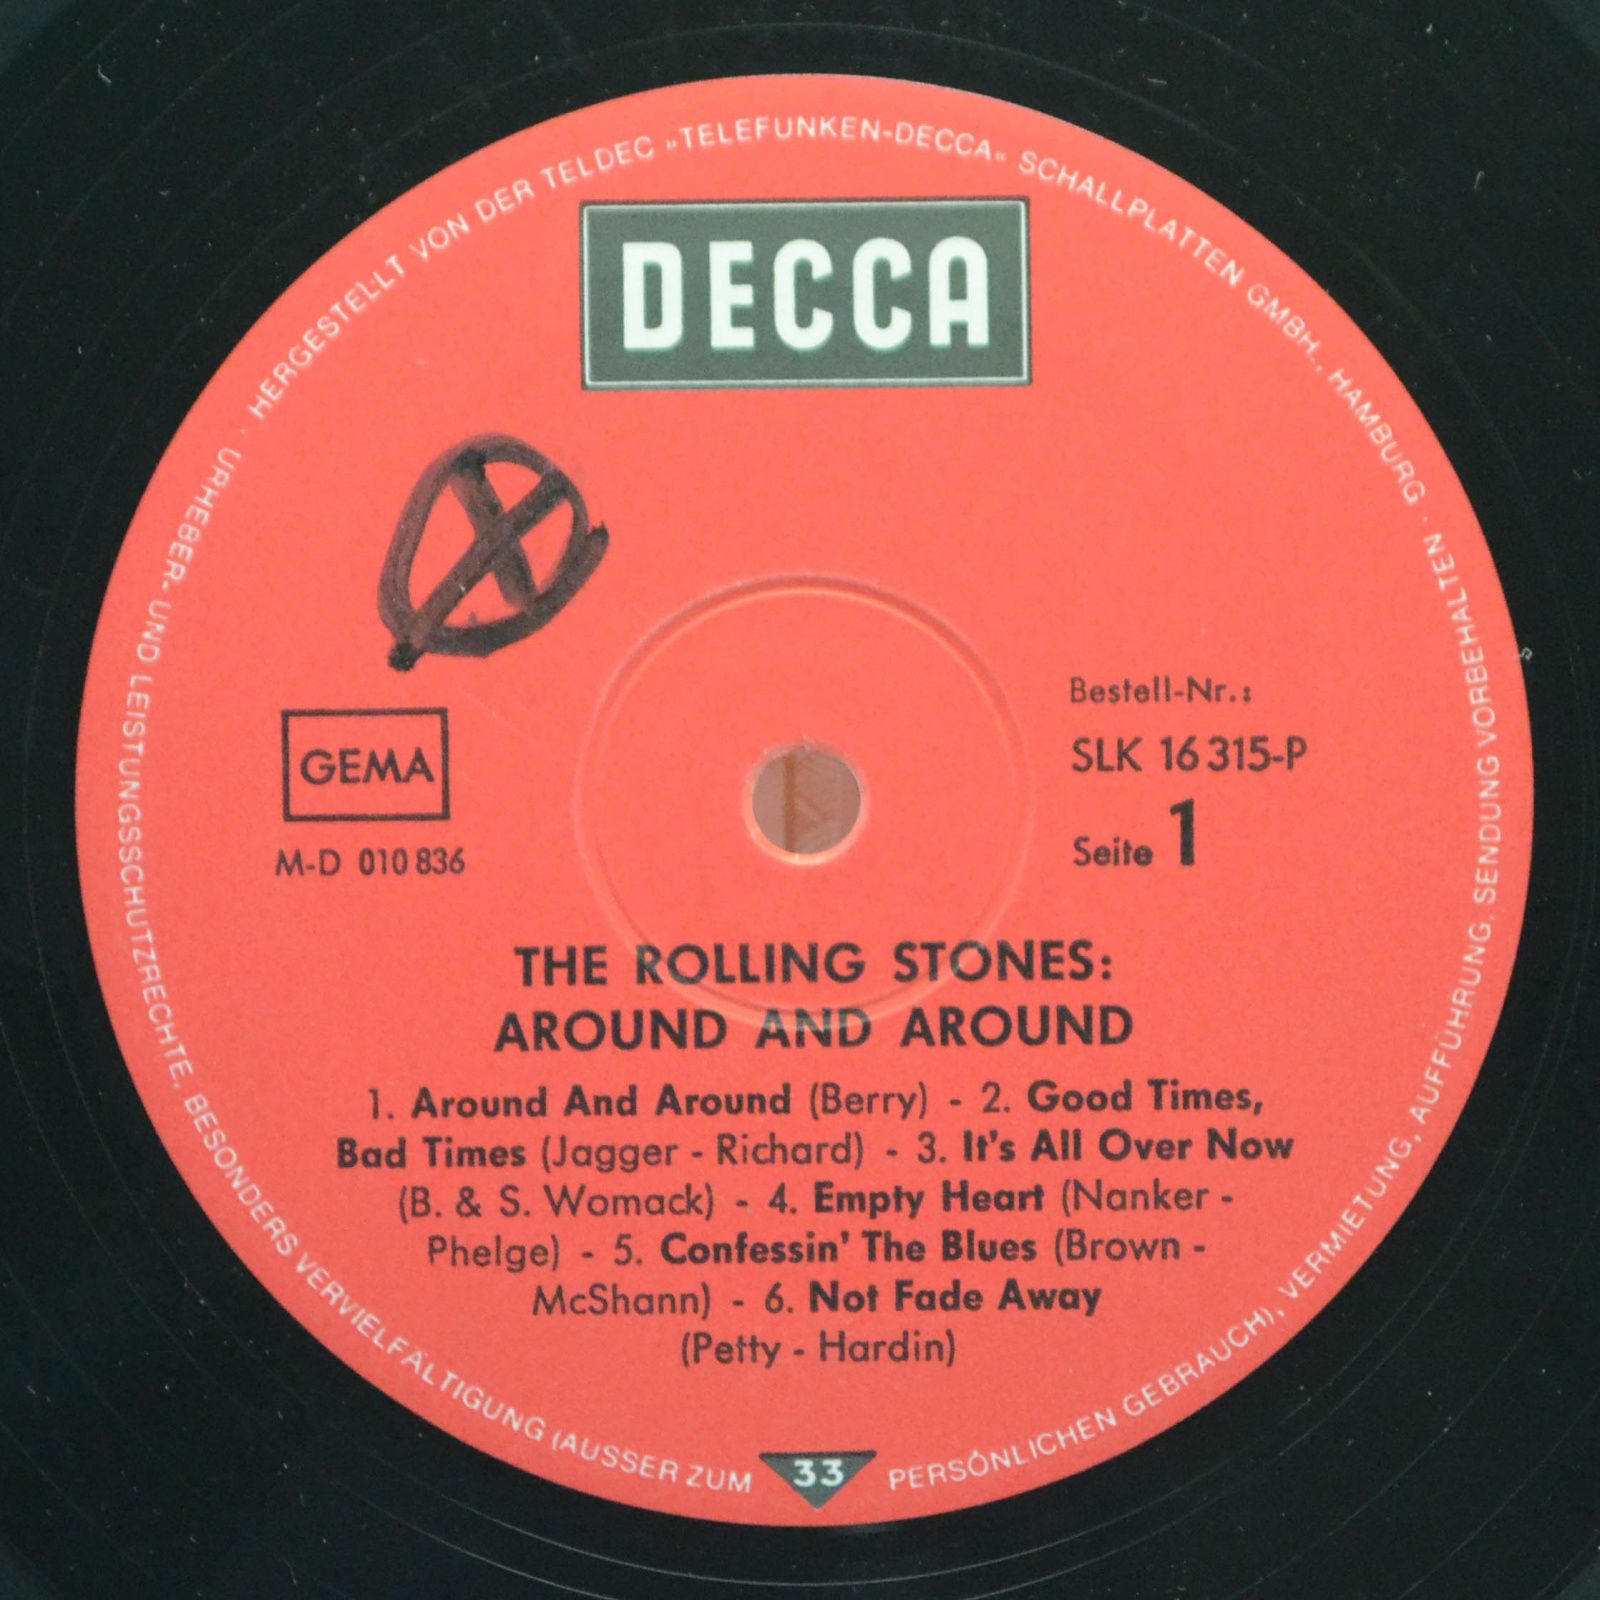 HERGESTELLT VON DER TELDEC »TELEFUNKEN-DECCA« SCHALLPLATTEN GMBH., HAMBURG · URHEBER- UND LEISTUNGSSCHUTZRECHTE, BESONDERS VERVIELFÄLTIGUNG (AUSSER ZUM PERSÖNLICHEN GEBRAUCH), VERMIETUNG, AUFFÜHRUNG, SENDUNG VORBEHALTEN ·
DECCA
GEMA
M-D 010 836
Bestell-Nr.:
SLK 16 315-P
Seite 1
THE ROLLING STONES:
AROUND AND AROUND
1. Around And Around (Berry) - 2. Good Times,
Bad Times (Jagger - Richard) - 3. It's All Over Now
(B. & S. Womack) - 4. Empty Heart (Nanker -
Phelge) - 5. Confessin' The Blues (Brown -
McShann) - 6. Not Fade Away
(Petty - Hardin)
33